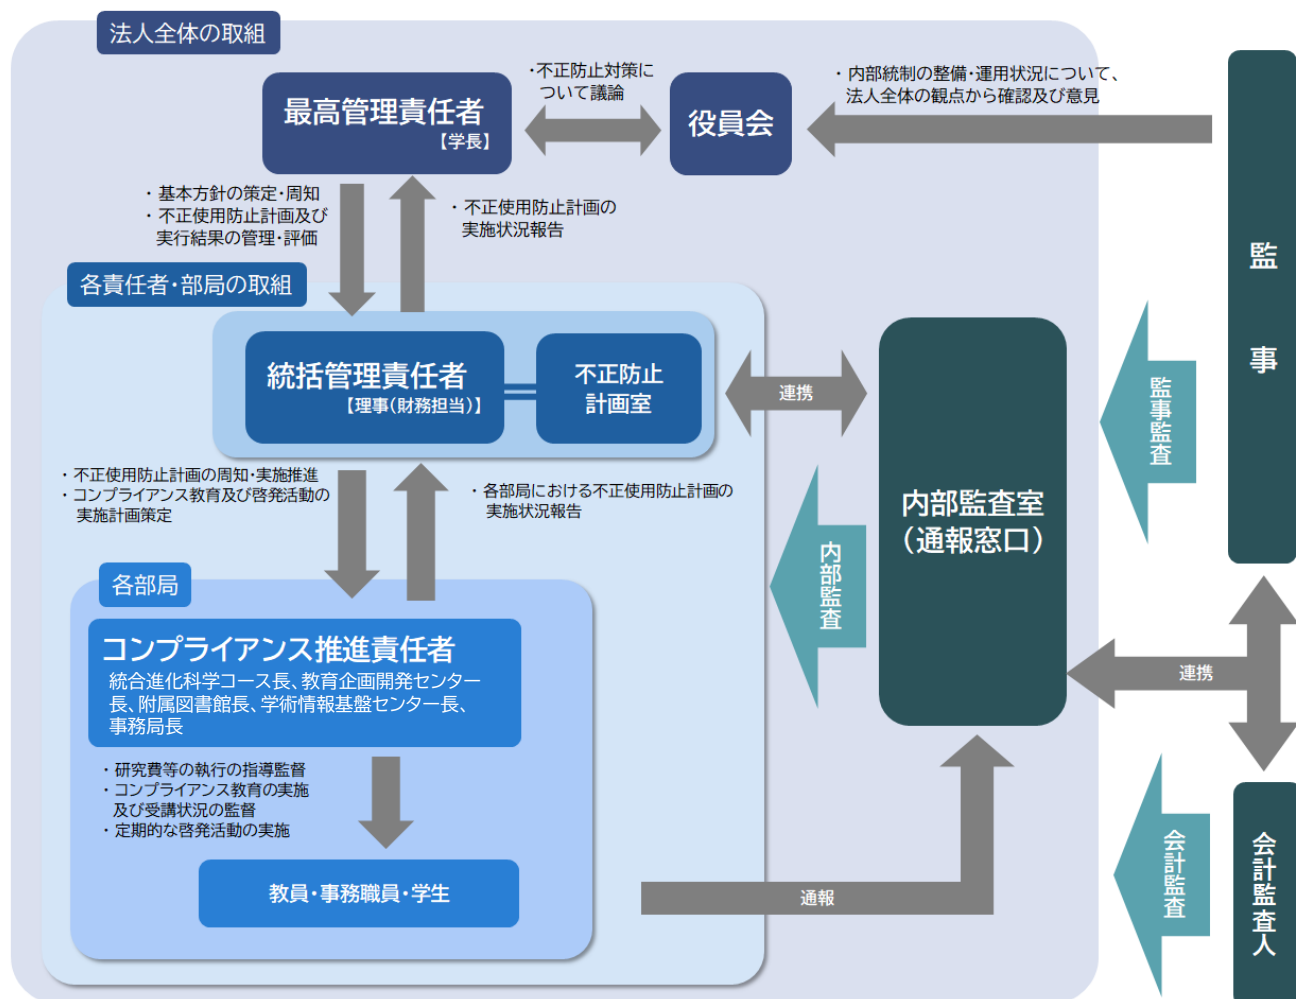 法人全体の取組
最高管理責任者
【学長】
・不正防止対策に
ついて議論
役員会
・内部統制の整備・運用状況について、
法人全体の観点から確認及び意見
監事
・基本方針の策定・周知
・不正使用防止計画及び
実行結果の管理・評価
・不正使用防止計画の
実施状況報告
各責任者・部局の取組
統括管理責任者
【理事(財務担当)】
不正防止
計画室
連携
内部監査室
(通報窓口)
監事監査
・不正使用防止計画の周知・実施推進
・コンプライアンス教育及び啓発活動の
実施計画策定
・各部局における不正使用防止計画の
実施状況報告
内部監査
各部局
コンプライアンス推進責任者
統合進化科学コース長、教育企画開発センター
長、附属図書館長、学術情報基盤センター長、
事務局長
連携
・研究費等の執行の指導監督
・コンプライアンス教育の実施
及び受講状況の監督
・定期的な啓発活動の実施
教員・事務職員・学生
通報
会計監査
会計監査人